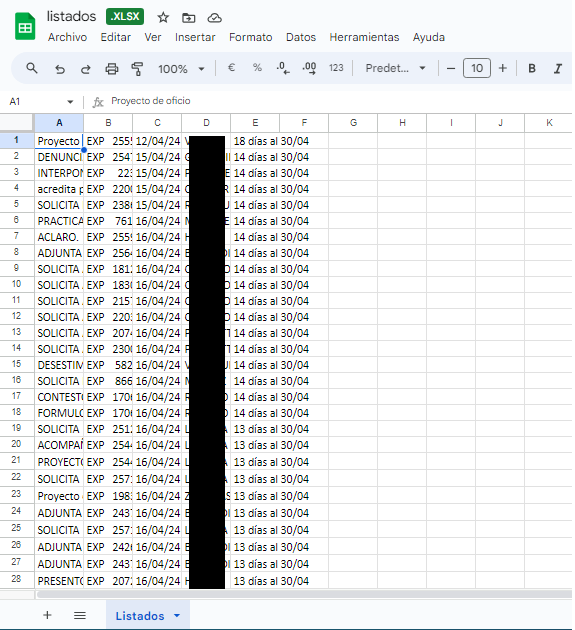 listados .XLSX
Archivo Editar Ver Insertar Formato Datos Herramientas Ayuda
100% € % .0 .00 123 Predet... 10 B I
A1 fx Proyecto de oficio
A B C D E F G H I J K
1 Proyecto EXP 255 12/04/24 V 18 días al 30/04
2 DENUNCI EXP 254 15/04/24 14 días al 30/04
3 INTERPON EXP 22 15/04/24 14 días al 30/04
4 acredita p EXP 220 15/04/24 14 días al 30/04
5 SOLICITA EXP 238 15/04/24 14 días al 30/04
6 PRACTICA EXP 761 16/04/24 14 días al 30/04
7 ACLARO. EXP 255 16/04/24 14 días al 30/04
8 ADJUNTA EXP 256 16/04/24 14 días al 30/04
9 SOLICITA EXP 181 16/04/24 14 días al 30/04
10 SOLICITA EXP 183 16/04/24 14 días al 30/04
11 SOLICITA EXP 215 16/04/24 14 días al 30/04
12 SOLICITA EXP 220 16/04/24 14 días al 30/04
13 SOLICITA EXP 207 16/04/24 14 días al 30/04
14 SOLICITA EXP 230 16/04/24 14 días al 30/04
15 DESESTIM EXP 582 16/04/24 14 días al 30/04
16 SOLICITA EXP 866 16/04/24 14 días al 30/04
17 CONTESTO EXP 170 16/04/24 14 días al 30/04
18 FORMULO EXP 170 16/04/24 14 días al 30/04
19 SOLICITA EXP 251 16/04/24 13 días al 30/04
20 ACOMPAÑ EXP 254 16/04/24 13 días al 30/04
21 PROYECTO EXP 254 16/04/24 13 días al 30/04
22 SOLICITA EXP 257 16/04/24 13 días al 30/04
23 Proyecto EXP 198 16/04/24 13 días al 30/04
24 ADJUNTA EXP 243 16/04/24 13 días al 30/04
25 SOLICITA EXP 257 16/04/24 13 días al 30/04
26 ADJUNTA EXP 242 16/04/24 13 días al 30/04
27 ADJUNTA EXP 243 16/04/24 13 días al 30/04
28 PRESENTO EXP 207 16/04/24 13 días al 30/04
Listados